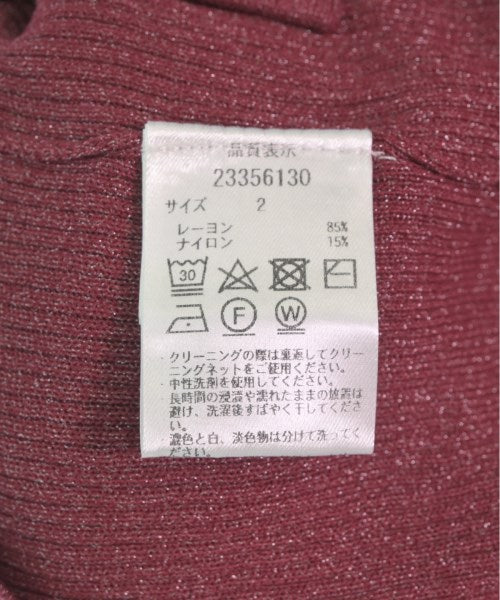 品質表示
23356130
サイズ 2
レーヨン 85%
ナイロン 15%
30
F W
・クリーニングの際は裏返してクリー
ニングネットをご使用ください。
・中性洗剤を使用してください。
・長時間の浸漬や濡れたままの放置は
避け、洗濯後すばやく干してくださ
い。
・濃色と白、淡色物は分けて洗ってく
ださい。